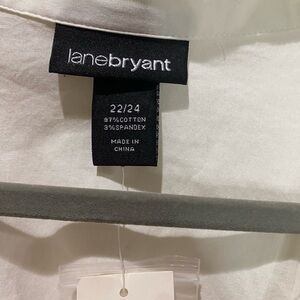 lanebryant
22/24
97%COTTON
3%SPANDEX
MADE IN
CHINA